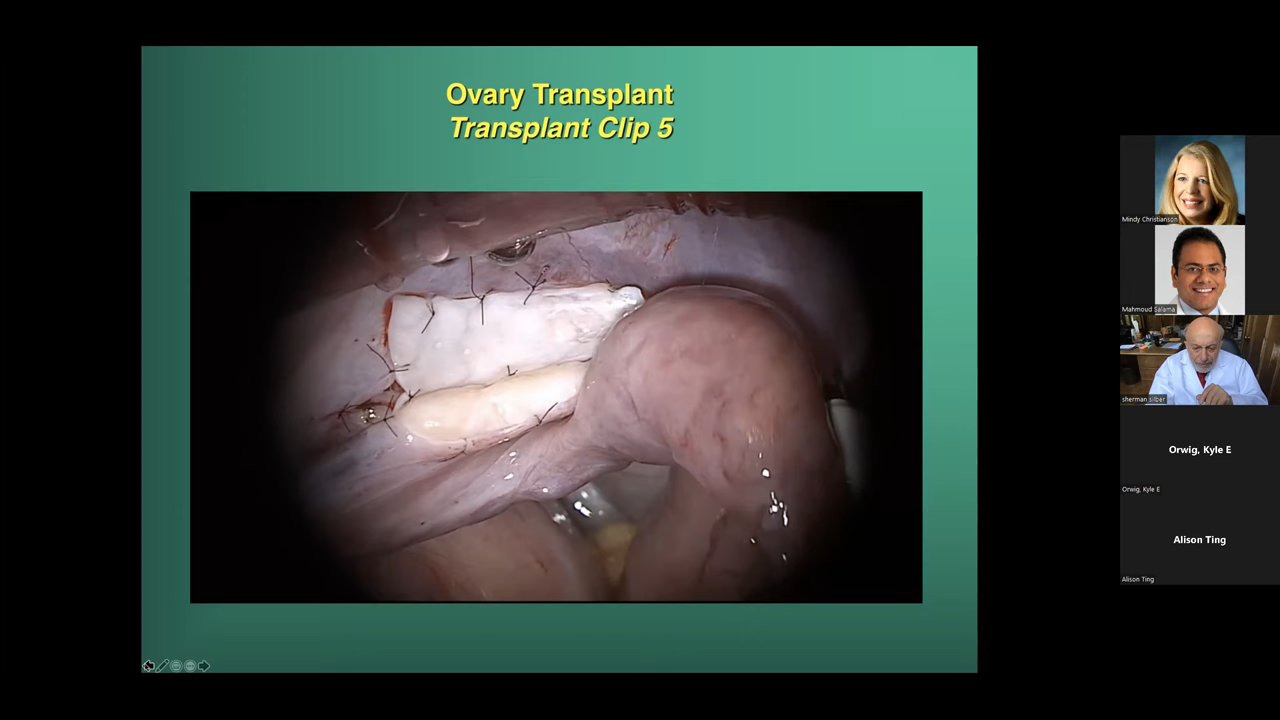 Ovary Transplant
Transplant Clip 5
Mindy Christianson
Mahmoud Salama
sherman silber
Orwig, Kyle E
Orwig, Kyle E
Alison Ting
Alison Ting